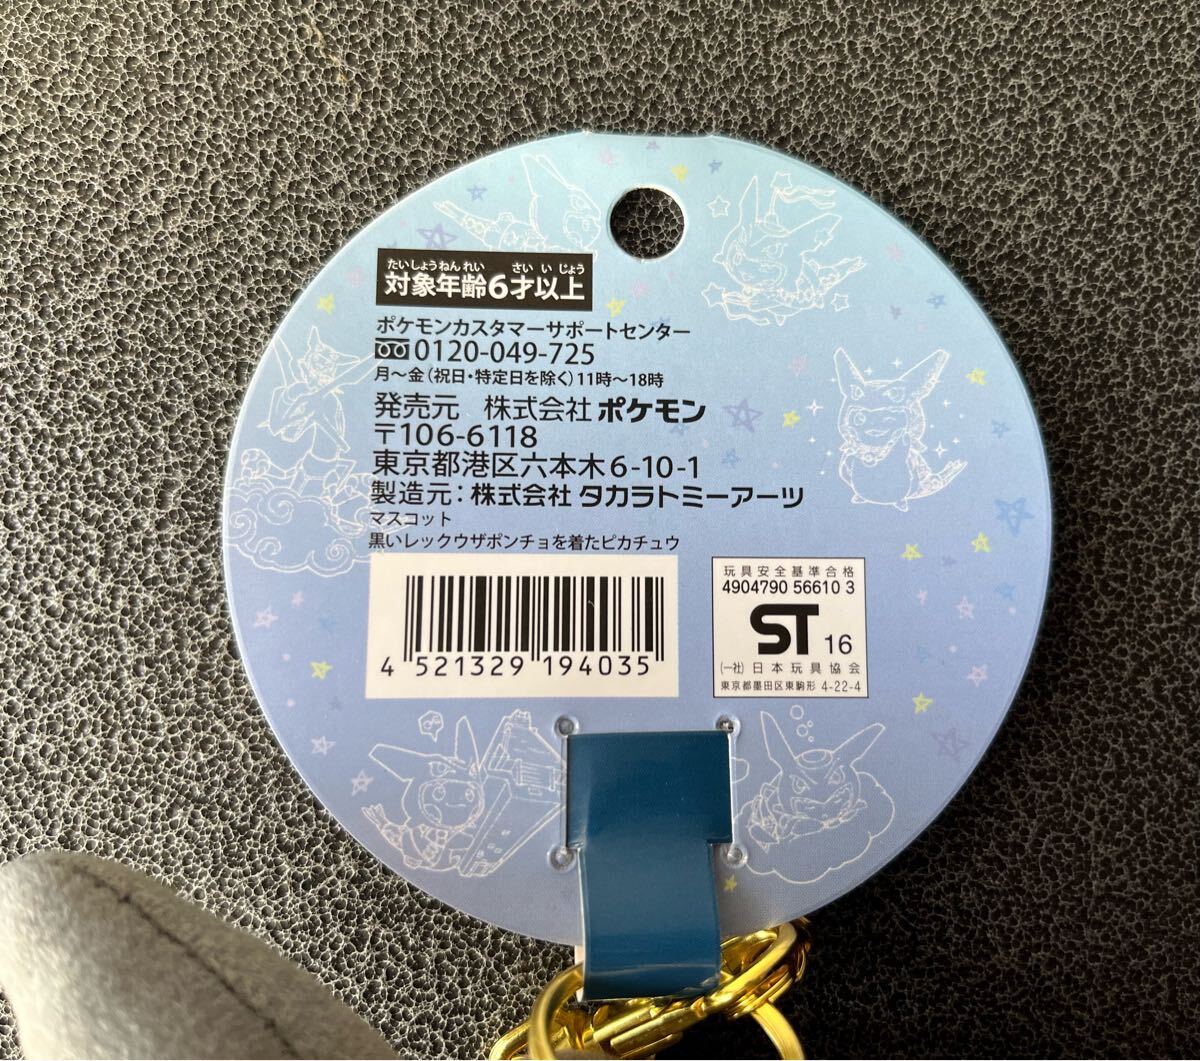 たいしょうねんれい さい い じょう
対象年齢6才以上
ポケモンカスタマーサポートセンター
0120-049-725
月〜金（祝日・特定日を除く）11時〜18時
発売元　株式会社 ポケモン
〒106-6118
東京都港区六本木6-10-1
製造元：株式会社 タカラトミーアーツ
マスコット
黒いレックウザポンチョを着たピカチュウ
4 521329 194035
玩具安全基準合格
4904790 56610 3
ST 16
(一社) 日本玩具協会
東京都墨田区東駒形 4-22-4